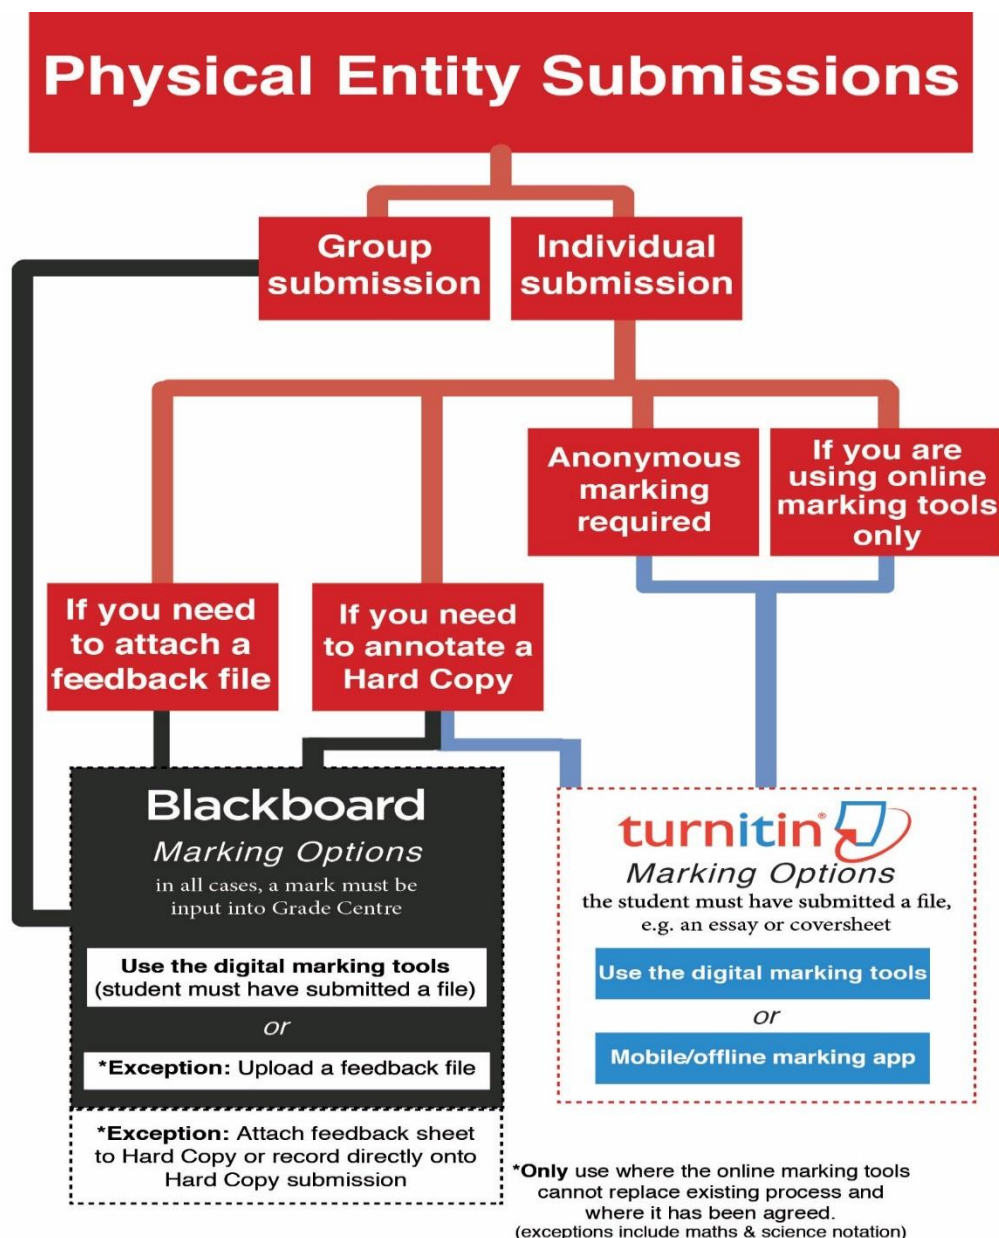 Physical Entity Submissions
Group
submission
Individual
submission
Anonymous
marking
required
If you are
using online
marking tools
only
If you need
to attach a
feedback file
If you need
to annotate a
Hard Copy
Blackboard
Marking Options
in all cases, a mark must be
input into Grade Centre
Use the digital marking tools
(student must have submitted a file)
or
*Exception: Upload a feedback file
*Exception: Attach feedback sheet
to Hard Copy or record directly onto
Hard Copy submission
turnitin®
Marking Options
the student must have submitted a file,
e.g. an essay or coversheet
Use the digital marking tools
or
Mobile/offline marking app
*Only use where the online marking tools
cannot replace existing process and
where it has been agreed.
(exceptions include maths & science notation)